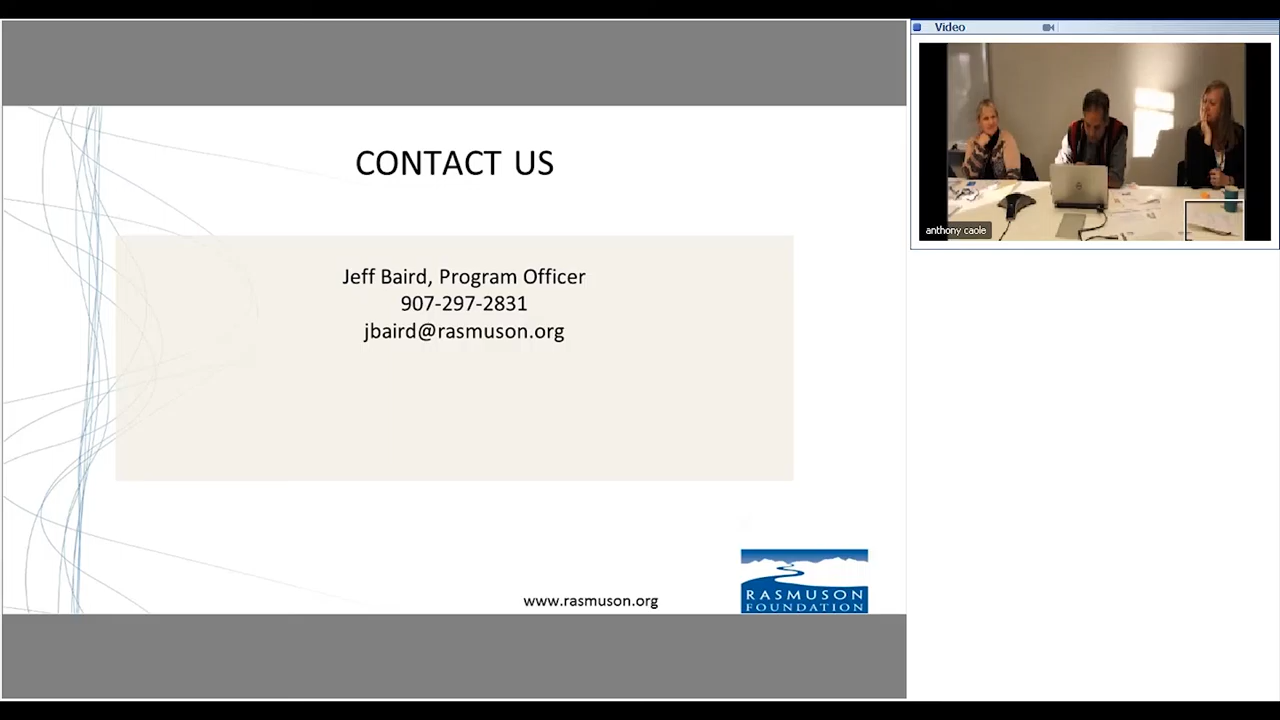 CONTACT US
Jeff Baird, Program Officer
907-297-2831
jbaird@rasmuson.org
www.rasmuson.org
RASMUSON
FOUNDATION
Video
anthony caole